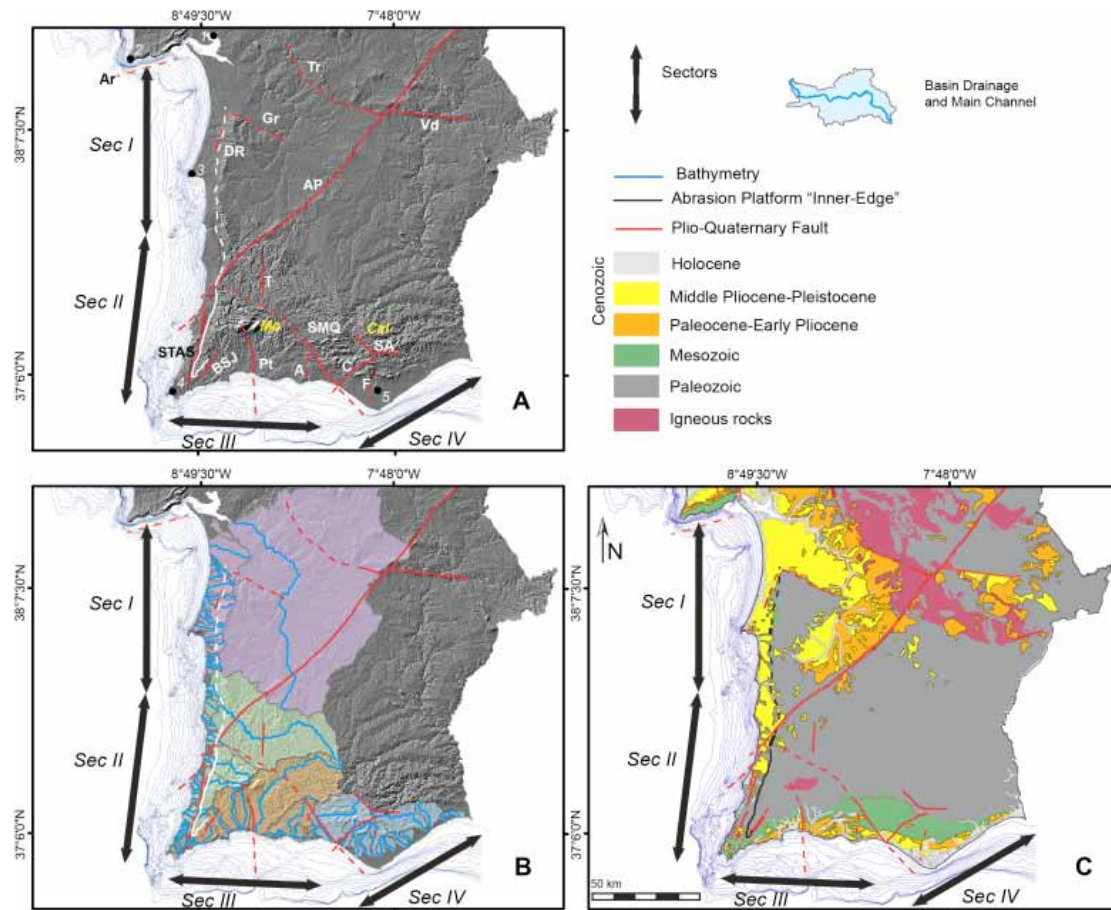 8°49'30"W
7°48'0"W
1
2
Ar
Tr
Vd
Sec I
38°7'30"N
Gr
DR
3
AP
T
Sec II
Mo
SMQ
Cal
SA
STAS
BSJ
Pt
A
C
F
37°6'0"N
4
5
A
Sec III
Sec IV
Sectors
Basin Drainage
and Main Channel
Bathymetry
Abrasion Platform “Inner-Edge”
Plio-Quaternary Fault
Cenozoic
Holocene
Middle Pliocene-Pleistocene
Paleocene-Early Pliocene
Mesozoic
Paleozoic
Igneous rocks
8°49'30"W
7°48'0"W
Sec I
38°7'30"N
Sec II
37°6'0"N
B
Sec III
Sec IV
8°49'30"W
7°48'0"W
N
Sec I
38°7'30"N
Sec II
37°6'0"N
50 km
C
Sec III
Sec IV